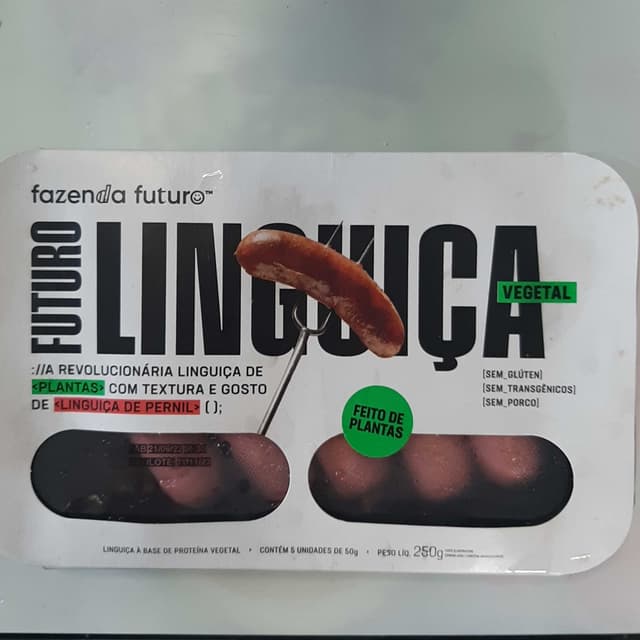 fazenda futuro™
FUTURO
LINGUIÇA
VEGETAL
://A REVOLUCIONÁRIA LINGUIÇA DE
<PLANTAS> COM TEXTURA E GOSTO
DE <LINGUIÇA DE PERNIL> ( );
[SEM_GLÚTEN]
[SEM_TRANSGÊNICOS]
[SEM_PORCO]
FEITO DE
PLANTAS
LINGUIÇA À BASE DE PROTEÍNA VEGETAL • CONTÉM 5 UNIDADES DE 50g • PESO LÍQ. 250g